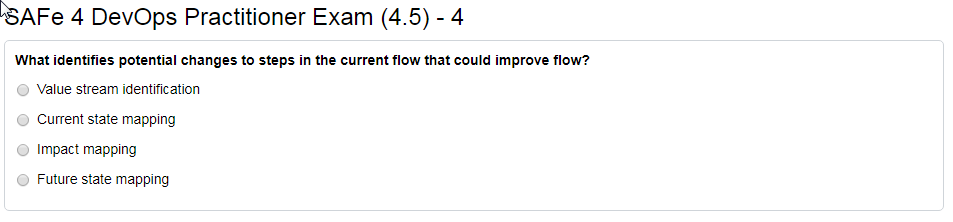 SAFe 4 DevOps Practitioner Exam (4.5) - 4
What identifies potential changes to steps in the current flow that could improve flow?
Value stream identification
Current state mapping
Impact mapping
Future state mapping